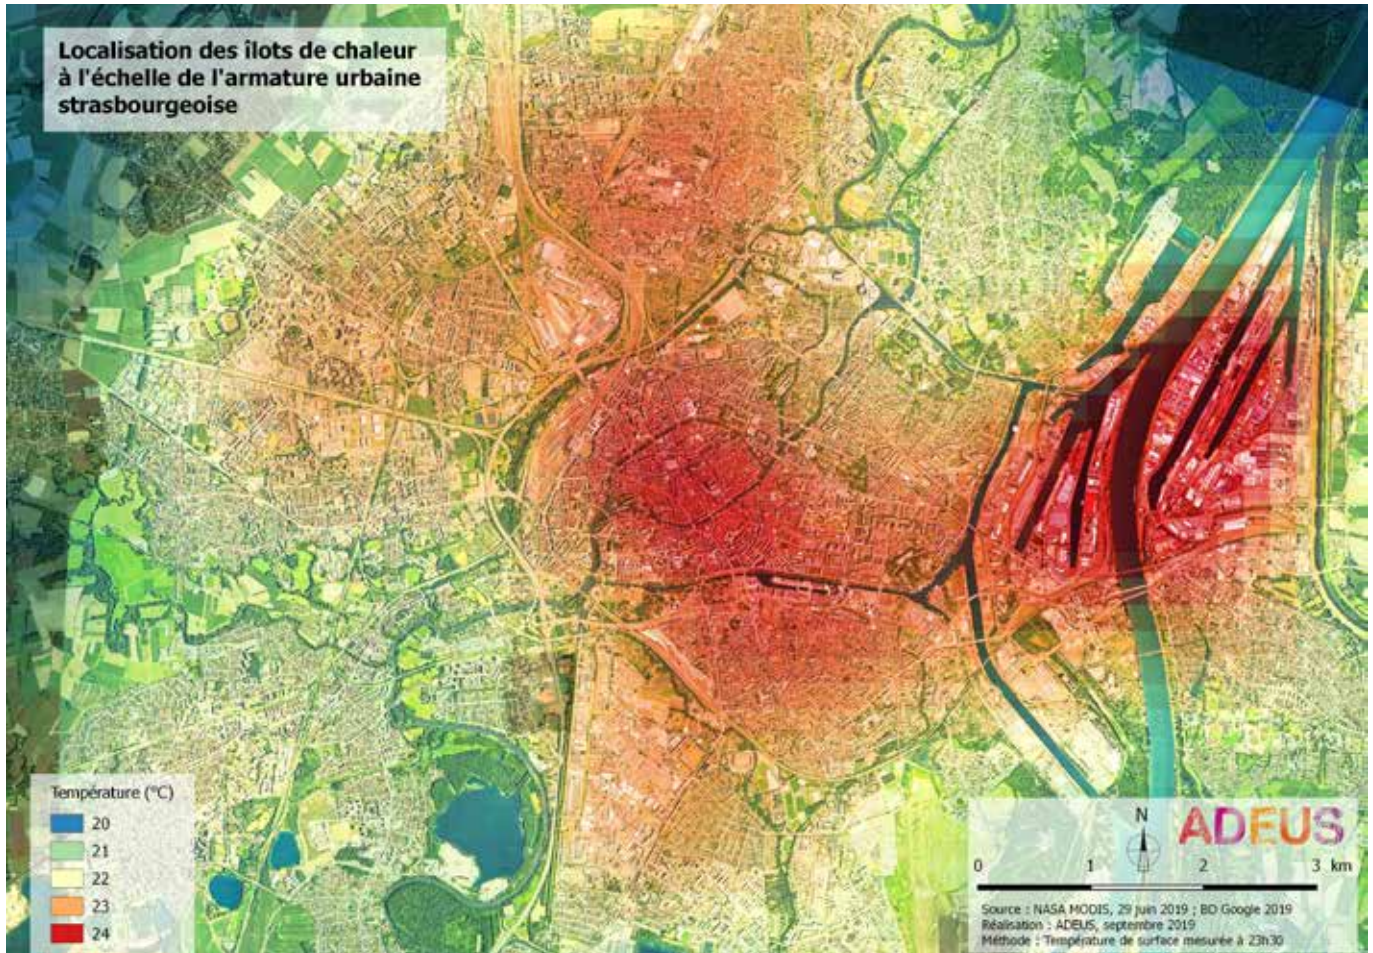 Localisation des îlots de chaleur
à l'échelle de l'armature urbaine
strasbourgeoise
Température (°C)
20
21
22
23
24
N
ADEUS
0 1 2 3 km
Source : NASA MODIS, 29 juin 2019 ; BD Google 2019
Réalisation : ADEUS, septembre 2019
Méthode : Température de surface mesurée à 23h30